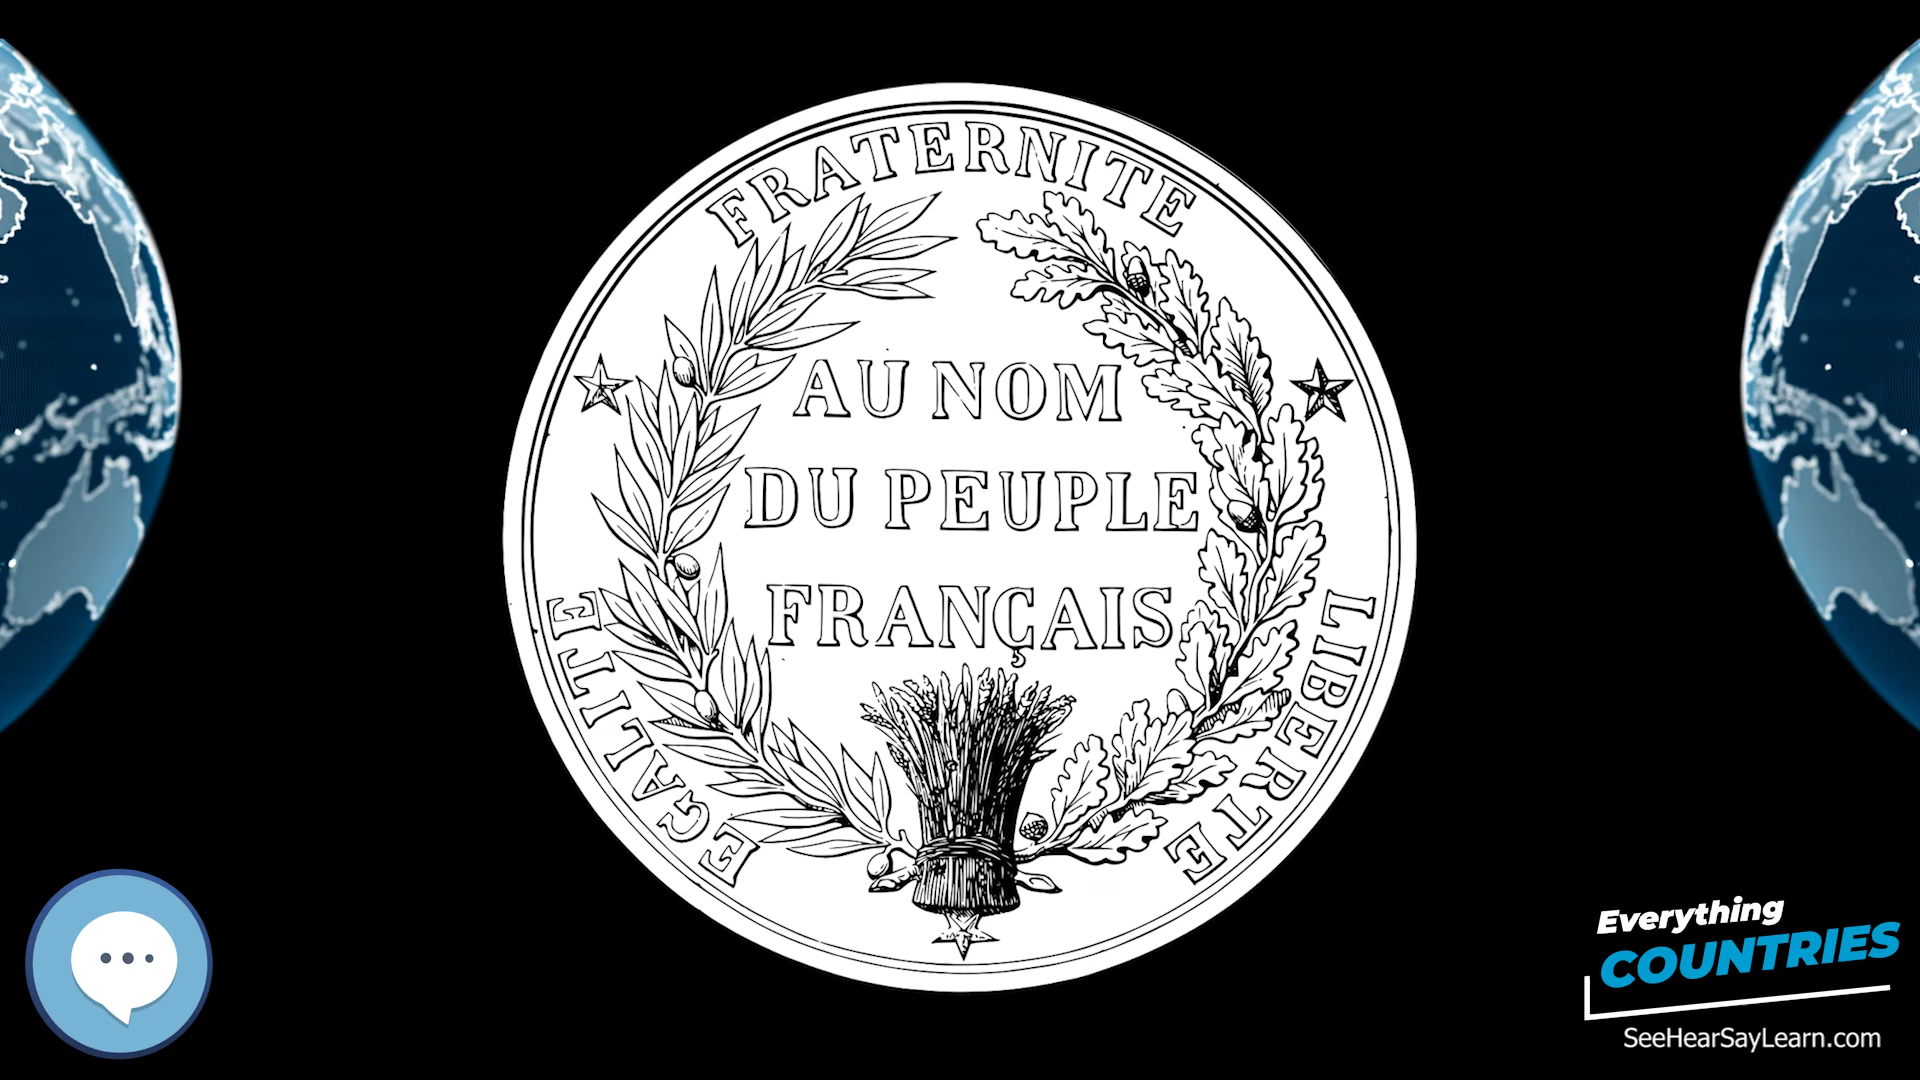 FRATERNITE
AU NOM
DU PEUPLE
FRANÇAIS
EGALITE
LIBERTE
Everything
COUNTRIES
SeeHearSayLearn.com